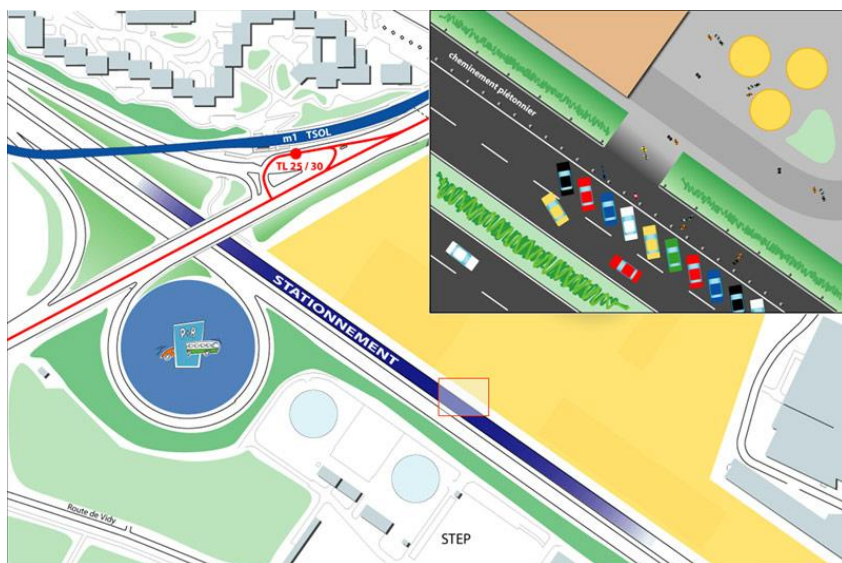 cheminement piétonnier
m1 TSOL
TL 25 / 30
STATIONNEMENT
P+R
Route de Vidy
STEP